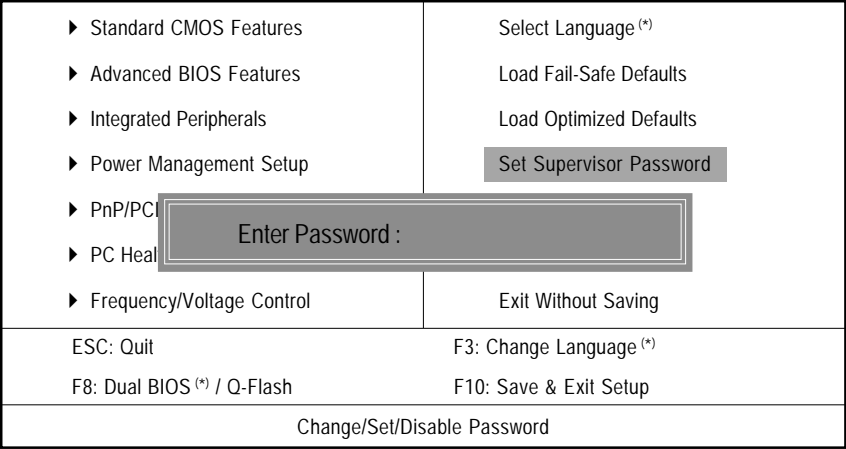 Standard CMOS Features
Advanced BIOS Features
Integrated Peripherals
Power Management Setup
PnP/PCI
PC Heal
Frequency/Voltage Control
Select Language (*)
Load Fail-Safe Defaults
Load Optimized Defaults
Set Supervisor Password
Exit Without Saving
Enter Password :
ESC: Quit
F3: Change Language (*)
F8: Dual BIOS (*) / Q-Flash
F10: Save & Exit Setup
Change/Set/Disable Password